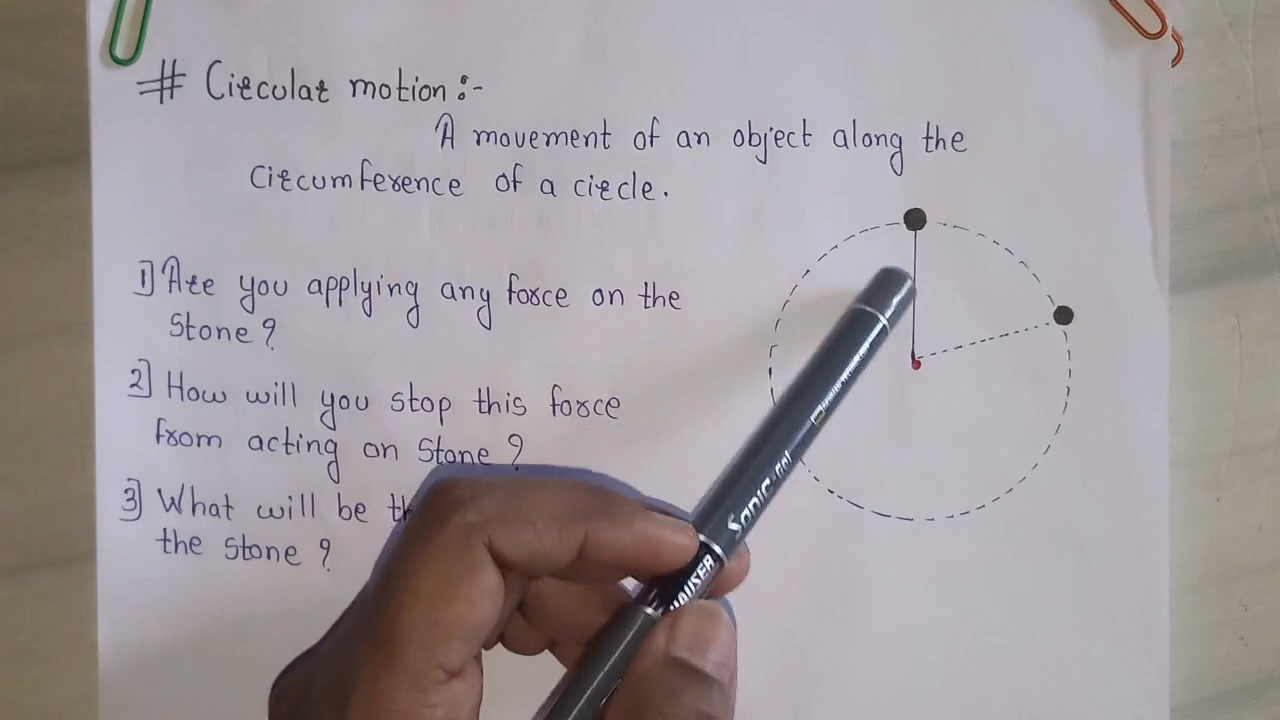 # Circular motion :-
A movement of an object along the
circumference of a circle.
1] Are you applying any force on the
Stone ?
2] How will you stop this force
from acting on Stone ?
3] What will be
the Stone ?
Sonic-Gel
HAUSER